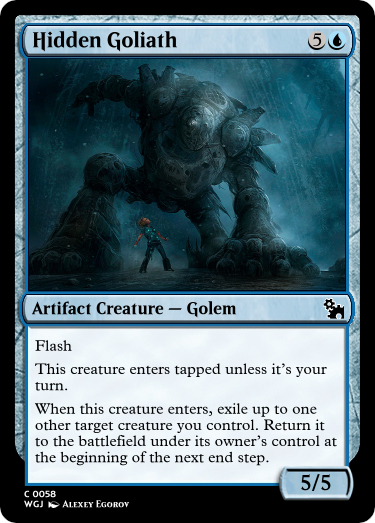 Hidden Goliath
5
Artifact Creature — Golem
Flash
This creature enters tapped unless it's your
turn.
When this creature enters, exile up to one
other target creature you control. Return it
to the battlefield under its owner's control at
the beginning of the next end step.
5/5
C 0058
WGJ Alexey Egorov